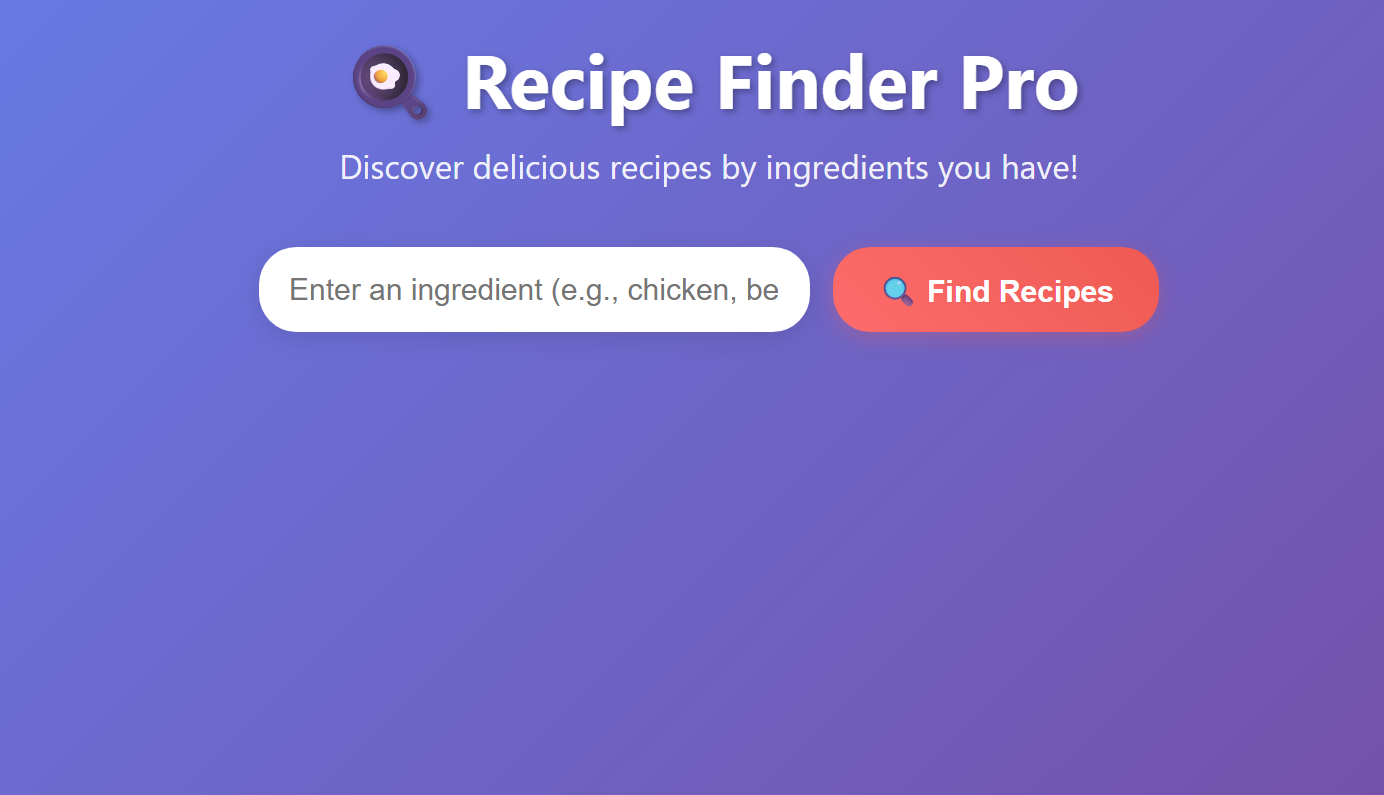 Recipe Finder Pro
Discover delicious recipes by ingredients you have!
Enter an ingredient (e.g., chicken, be
Find Recipes